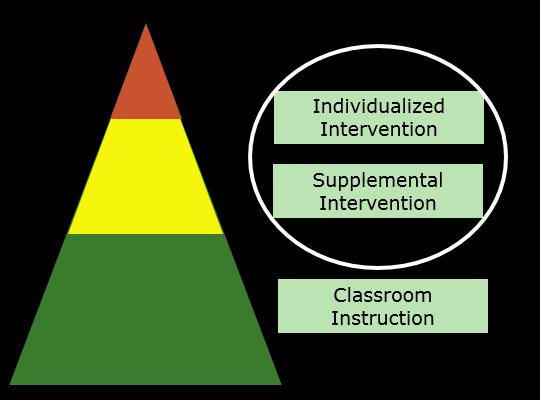 Individualized
Intervention
Supplemental
Intervention
Classroom
Instruction